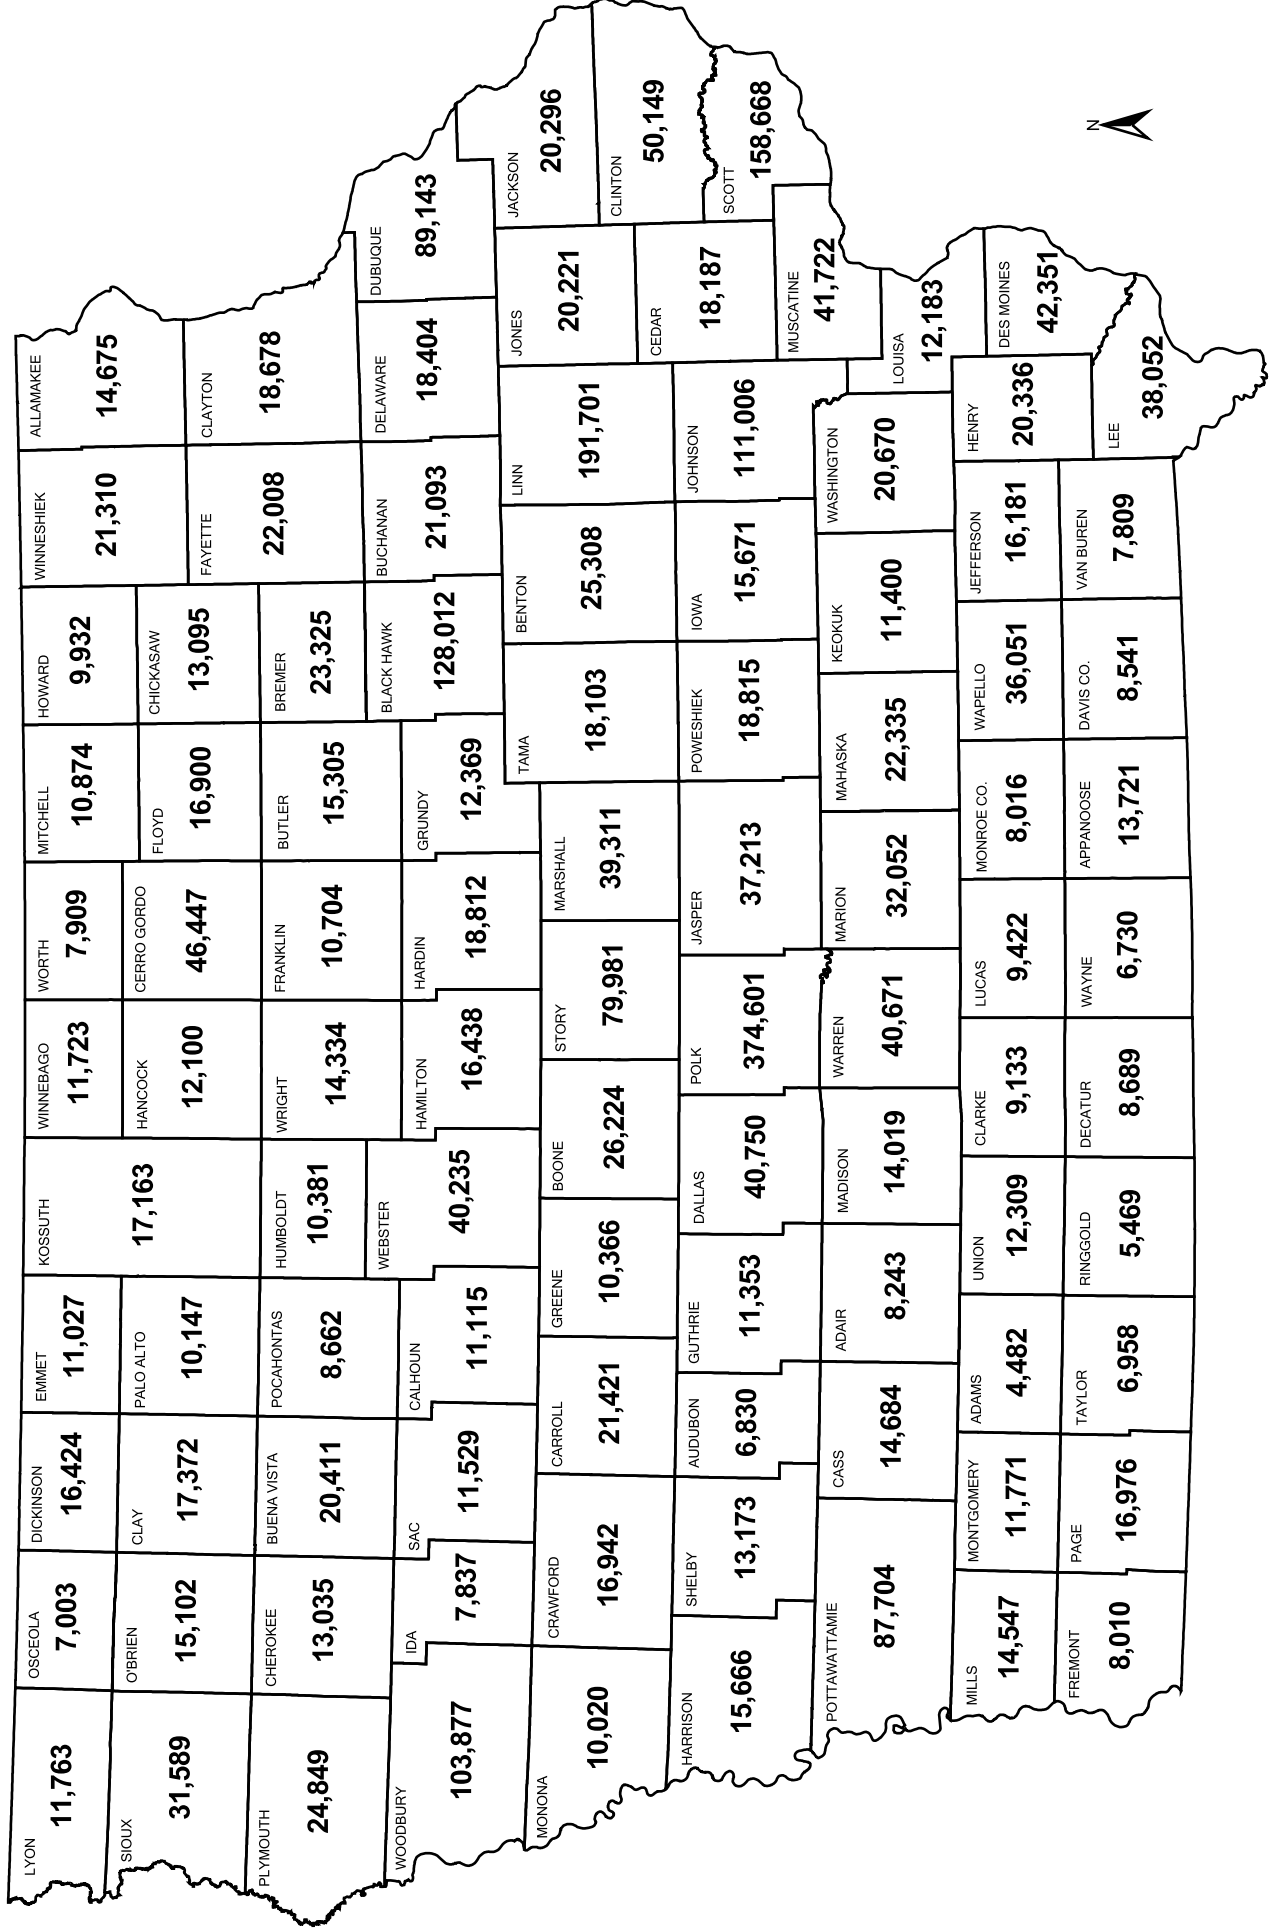 LYON
11,763
OSCEOLA
7,003
DICKINSON
16,424
EMMET
11,027
KOSSUTH
17,163
WINNEBAGO
11,723
WORTH
7,909
MITCHELL
10,874
HOWARD
9,932
WINNESHIEK
21,310
ALLAMAKEE
14,675
SIOUX
31,589
O'BRIEN
15,102
CLAY
17,372
PALO ALTO
10,147
HANCOCK
12,100
CERRO GORDO
46,447
FLOYD
16,900
CHICKASAW
13,095
FAYETTE
22,008
CLAYTON
18,678
PLYMOUTH
24,849
CHEROKEE
13,035
BUENA VISTA
20,411
POCAHONTAS
8,662
HUMBOLDT
10,381
WRIGHT
14,334
FRANKLIN
10,704
BUTLER
15,305
BREMER
23,325
WOODBURY
103,877
IDA
7,837
SAC
11,529
CALHOUN
11,115
WEBSTER
40,235
HAMILTON
16,438
HARDIN
18,812
GRUNDY
12,369
BLACK HAWK
128,012
BUCHANAN
21,093
DELAWARE
18,404
DUBUQUE
89,143
MONONA
10,020
CRAWFORD
16,942
CARROLL
21,421
GREENE
10,366
BOONE
26,224
STORY
79,981
MARSHALL
39,311
TAMA
18,103
BENTON
25,308
LINN
191,701
JONES
20,221
JACKSON
20,296
CLINTON
50,149
HARRISON
15,666
SHELBY
13,173
AUDUBON
6,830
GUTHRIE
11,353
DALLAS
40,750
POLK
374,601
JASPER
37,213
POWESHIEK
18,815
IOWA
15,671
JOHNSON
111,006
CEDAR
18,187
SCOTT
158,668
MUSCATINE
41,722
POTTAWATTAMIE
87,704
CASS
14,684
ADAIR
8,243
MADISON
14,019
WARREN
40,671
MARION
32,052
MAHASKA
22,335
KEOKUK
11,400
WASHINGTON
20,670
LOUISA
12,183
MILLS
14,547
MONTGOMERY
11,771
ADAMS
4,482
UNION
12,309
CLARKE
9,133
LUCAS
9,422
MONROE CO.
8,016
WAPELLO
36,051
JEFFERSON
16,181
HENRY
20,336
DES MOINES
42,351
FREMONT
8,010
PAGE
16,976
TAYLOR
6,958
RINGGOLD
5,469
DECATUR
8,689
WAYNE
6,730
APPANOOSE
13,721
DAVIS CO.
8,541
VAN BUREN
7,809
LEE
38,052
N